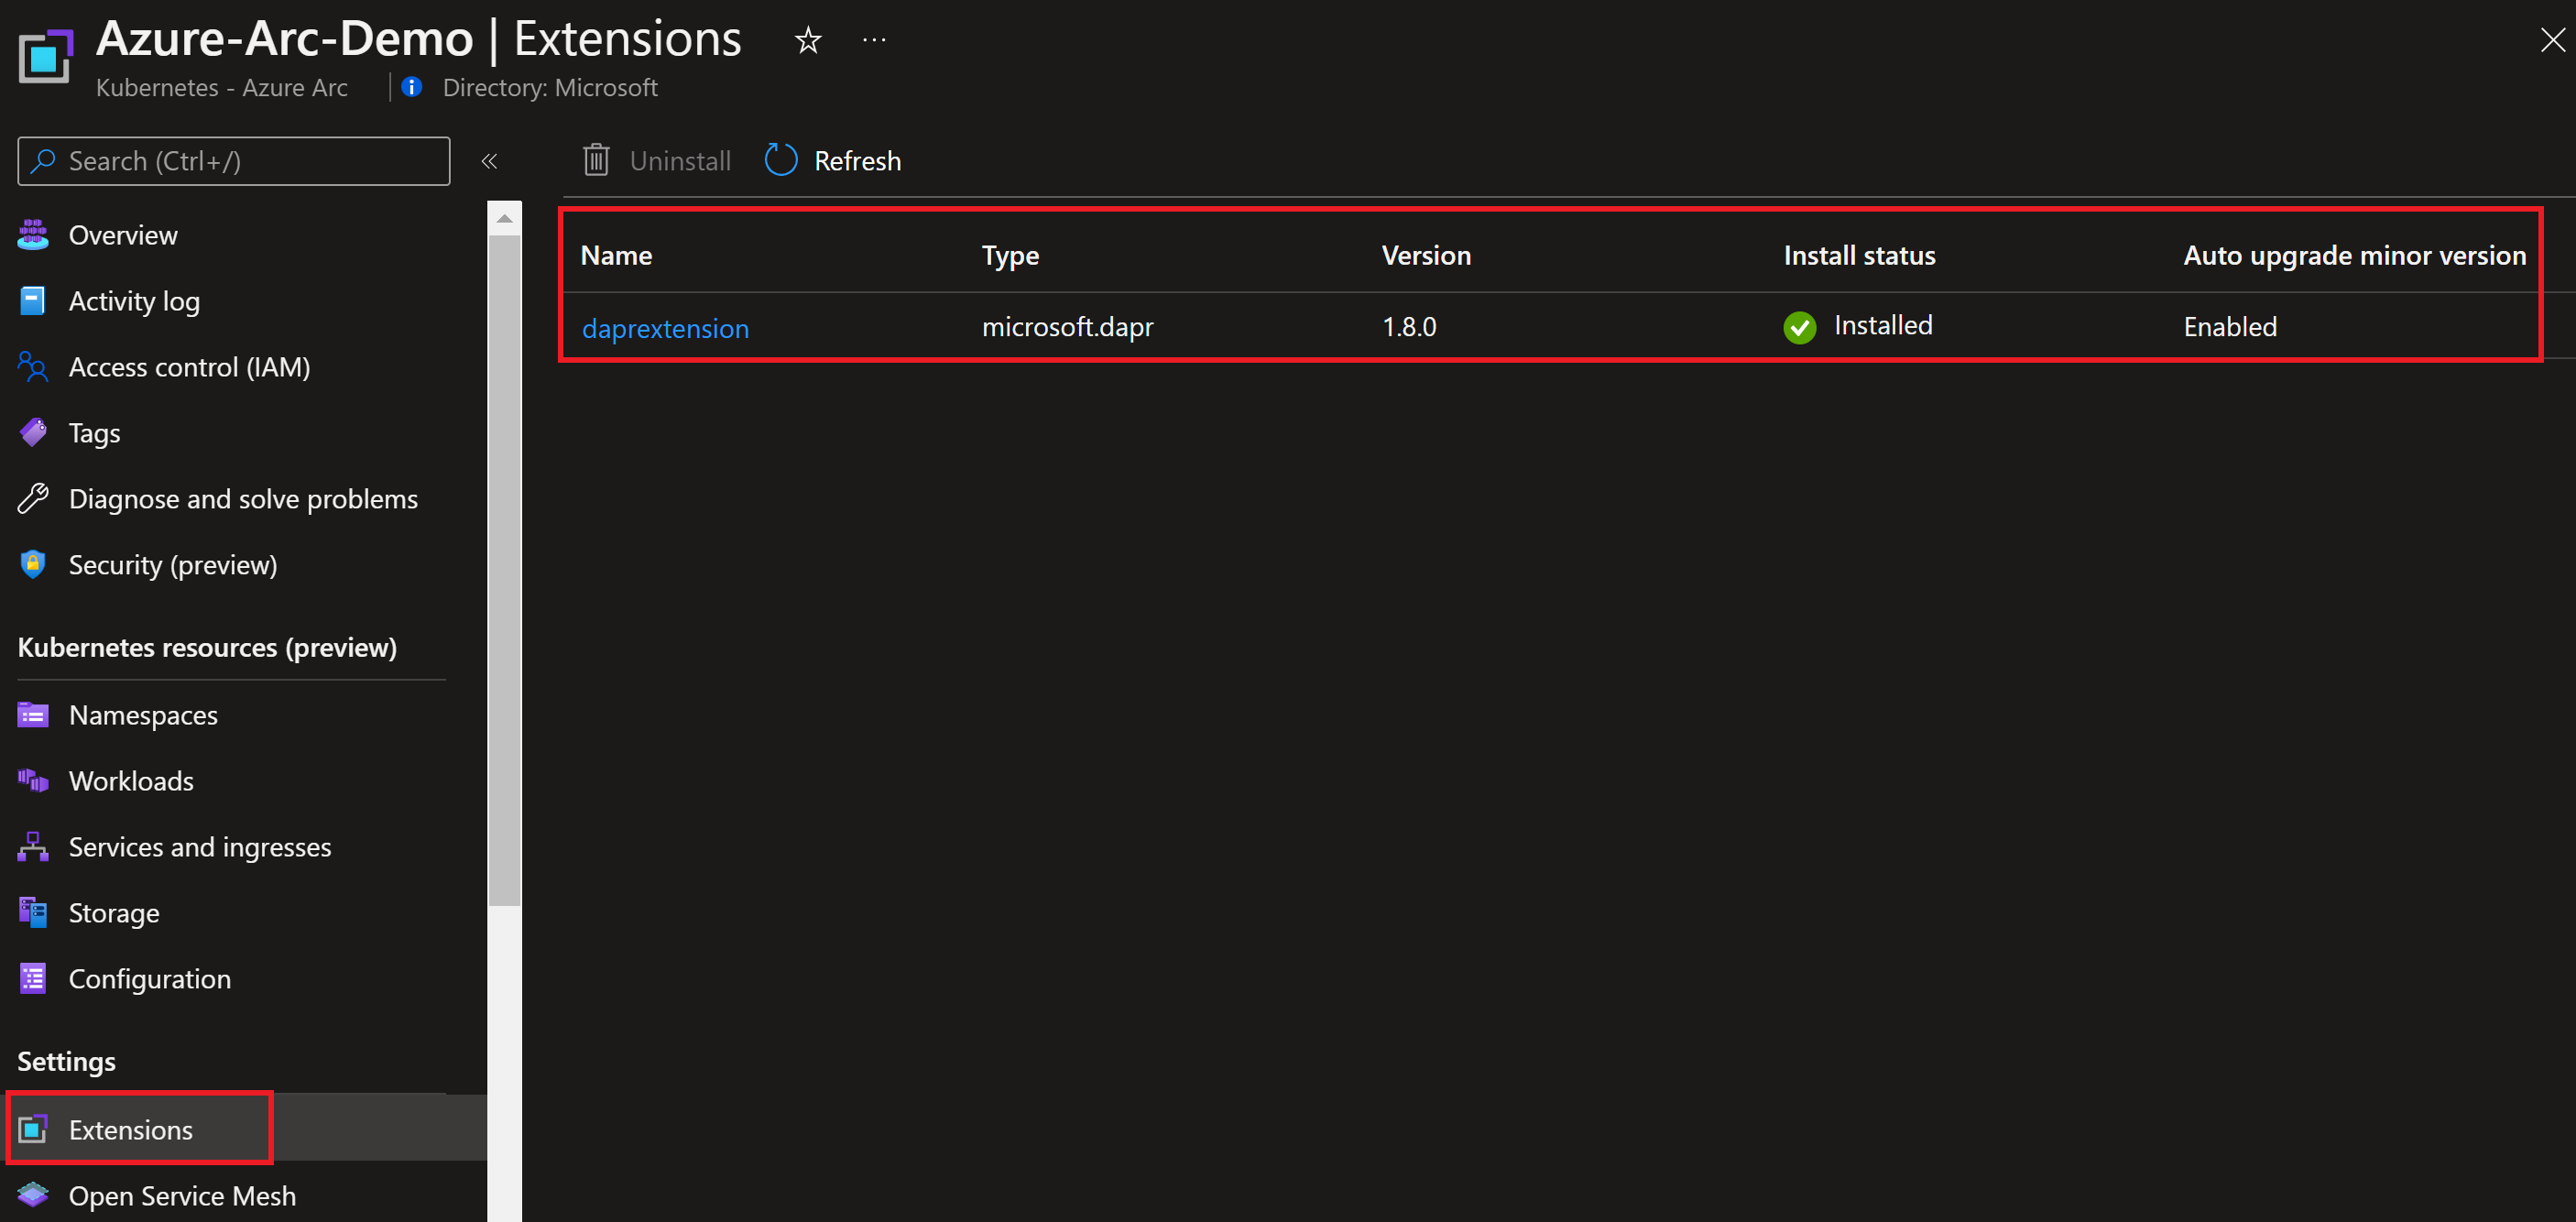 Azure-Arc-Demo | Extensions
Kubernetes - Azure Arc | Directory: Microsoft
Search (Ctrl+/)
Uninstall Refresh
Overview
Activity log
Access control (IAM)
Tags
Diagnose and solve problems
Security (preview)
Kubernetes resources (preview)
Namespaces
Workloads
Services and ingresses
Storage
Configuration
Settings
Extensions
Open Service Mesh
Name Type Version Install status Auto upgrade minor version
daprextension microsoft.dapr 1.8.0 Installed Enabled